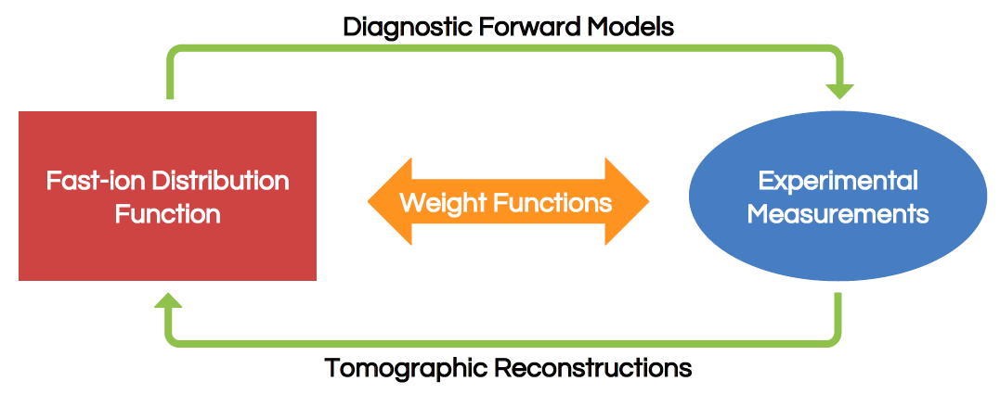 Diagnostic Forward Models
Fast-ion Distribution
Function
Weight Functions
Experimental
Measurements
Tomographic Reconstructions